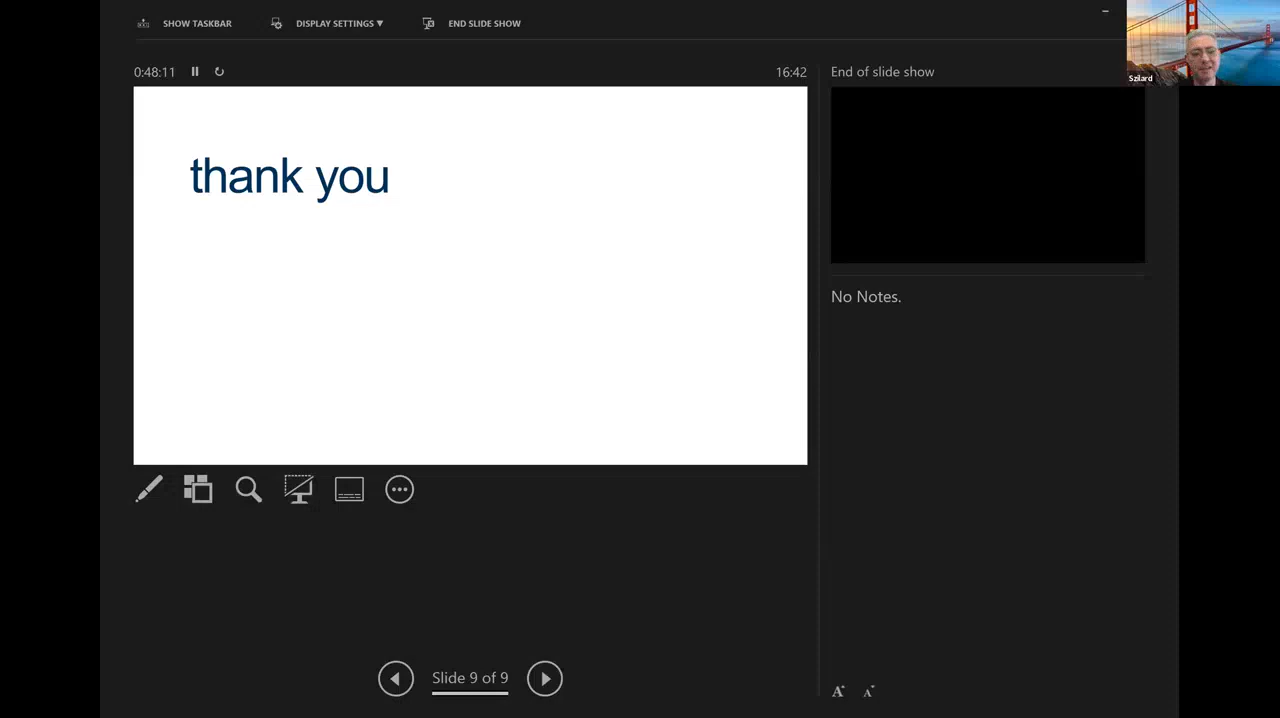 SHOW TASKBAR
DISPLAY SETTINGS ▼
END SLIDE SHOW
0:48:11
16:42
End of slide show
Szilard
thank you
No Notes.
Slide 9 of 9
A A